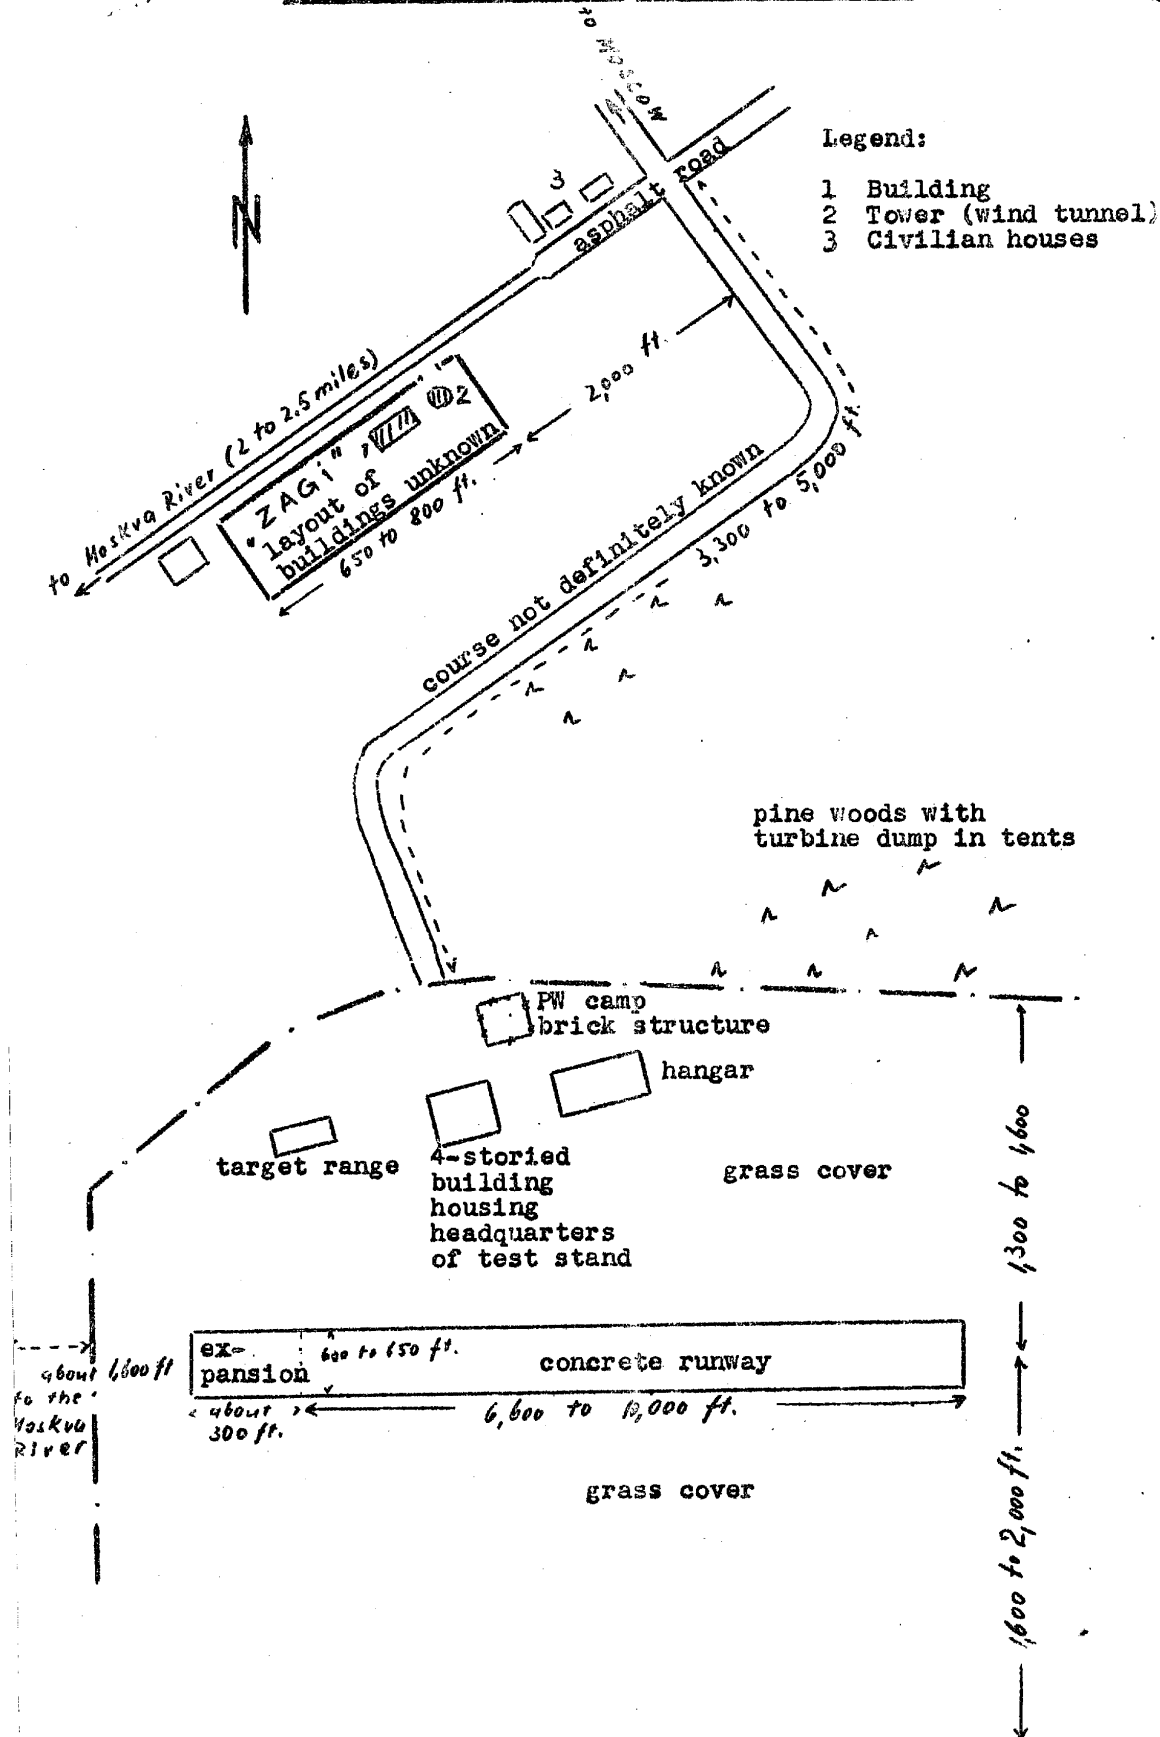 to Moscow
Legend:
1 Building
2 Tower (wind tunnel)
3 Civilian houses
3
asphalt road
2,000 ft.
to Moskva River (2 to 2.5 miles)
2
"ZAGi"
layout of
buildings unknown
650 to 800 ft.
N
course not definitely known
3,300 to 5,000 ft.
pine woods with
turbine dump in tents
PW camp
brick structure
hangar
target range
4-storied
building
housing
headquarters
of test stand
grass cover
1,300 to 1,600
ex-
pansion
600 to 650 ft.
concrete runway
about 1,600 ft
to the
Moskva
River
about
300 ft.
6,600 to 10,000 ft.
grass cover
1,600 to 2,000 ft.